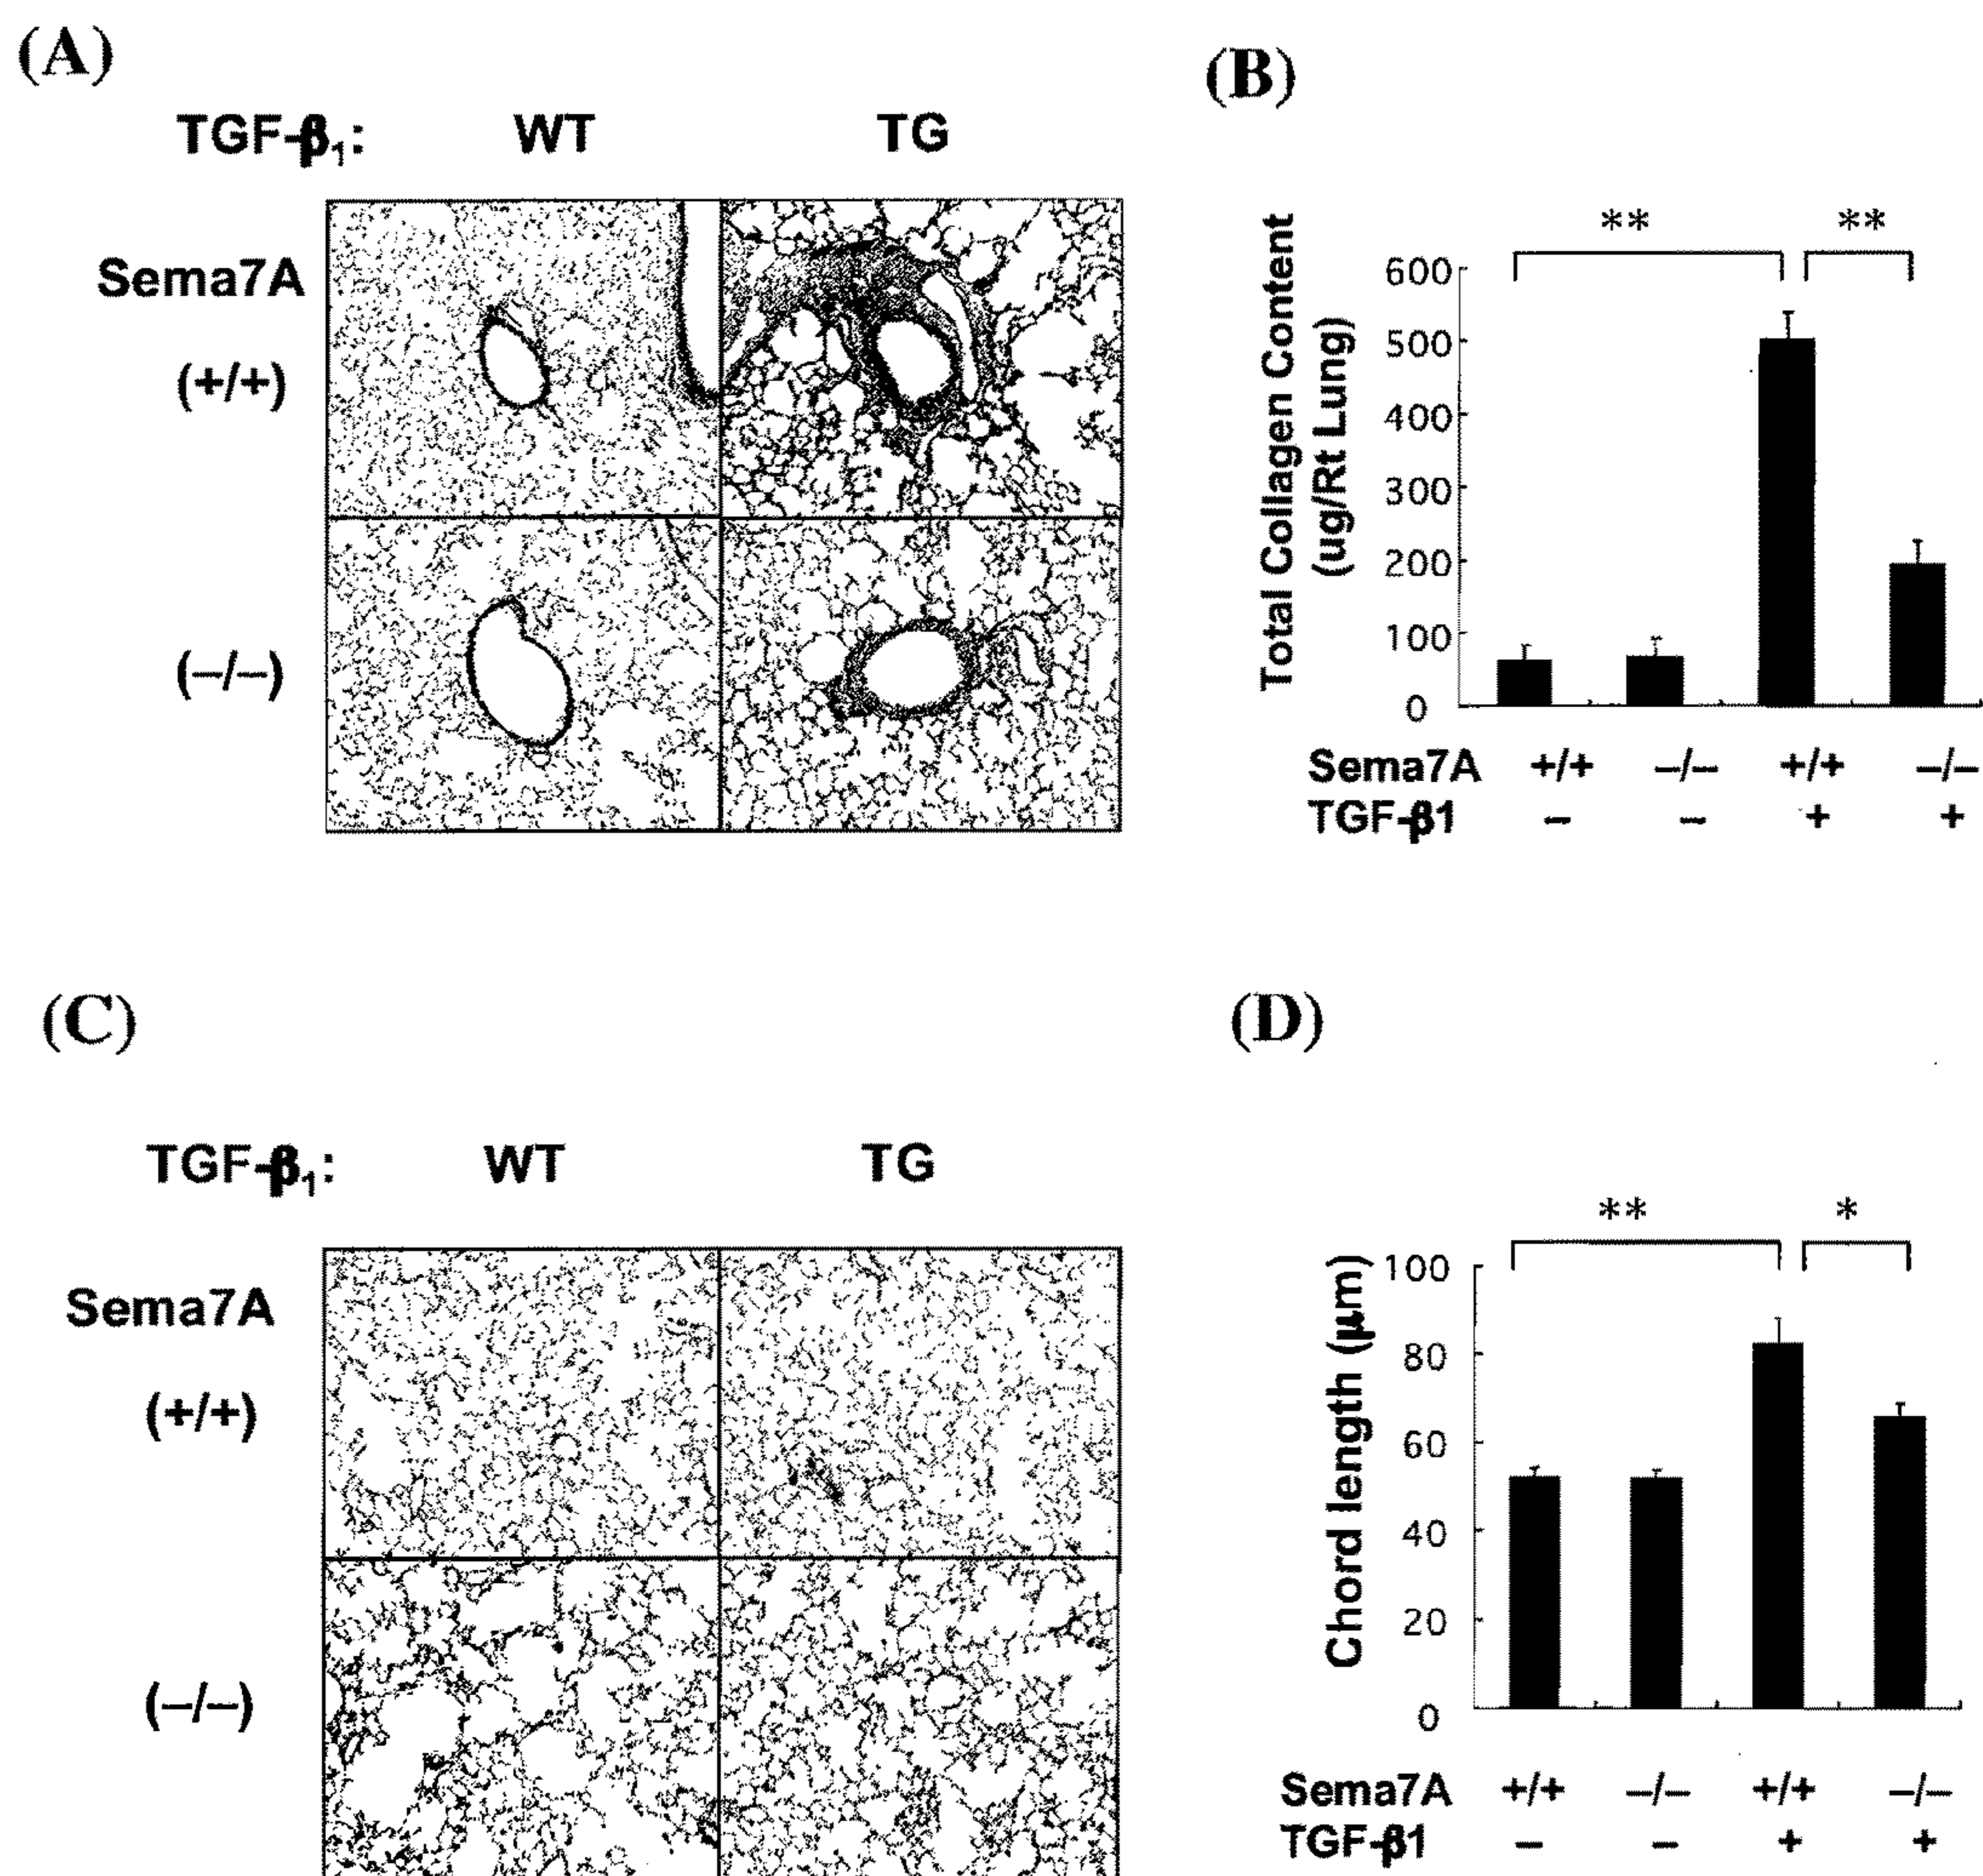 (A)
TGF-β1: WT TG
Sema7A
(+/+)
(–/–)
(B)
** **
Total Collagen Content
(ug/Rt Lung)
600
500
400
300
200
100
0
Sema7A +/+ –/– +/+ –/–
TGF-β1 – – + +
(C)
TGF-β1: WT TG
Sema7A
(+/+)
(–/–)
(D)
** *
Chord length (μm)
100
80
60
40
20
0
Sema7A +/+ –/– +/+ –/–
TGF-β1 – – + +